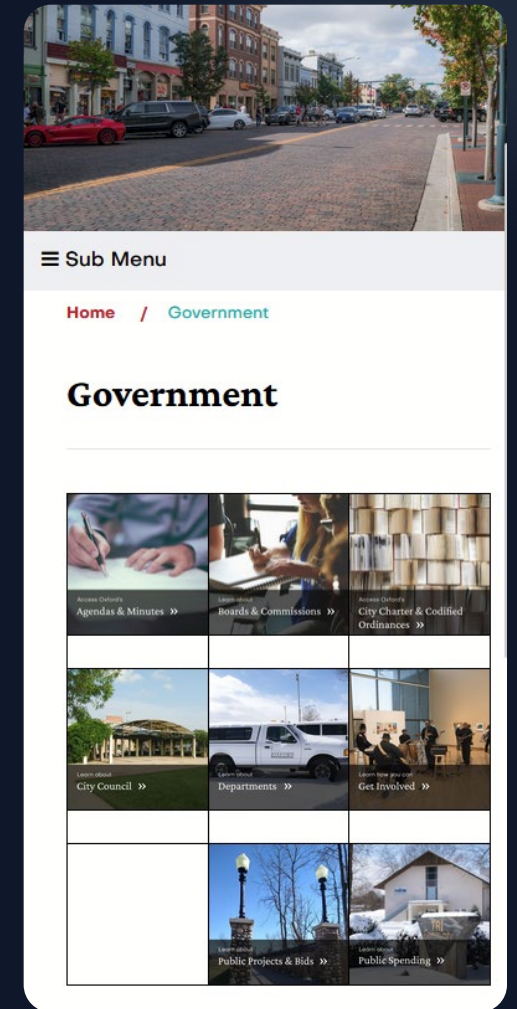 Sub Menu
Home / Government
Government
Access Oxford's
Agendas & Minutes »
Learn about
Boards & Commissions »
Access Oxford's
City Charter & Codified
Ordinances »
Learn about
City Council »
Learn about
Departments »
Learn how you can
Get Involved »
Learn about
Public Projects & Bids »
Learn about
Public Spending »